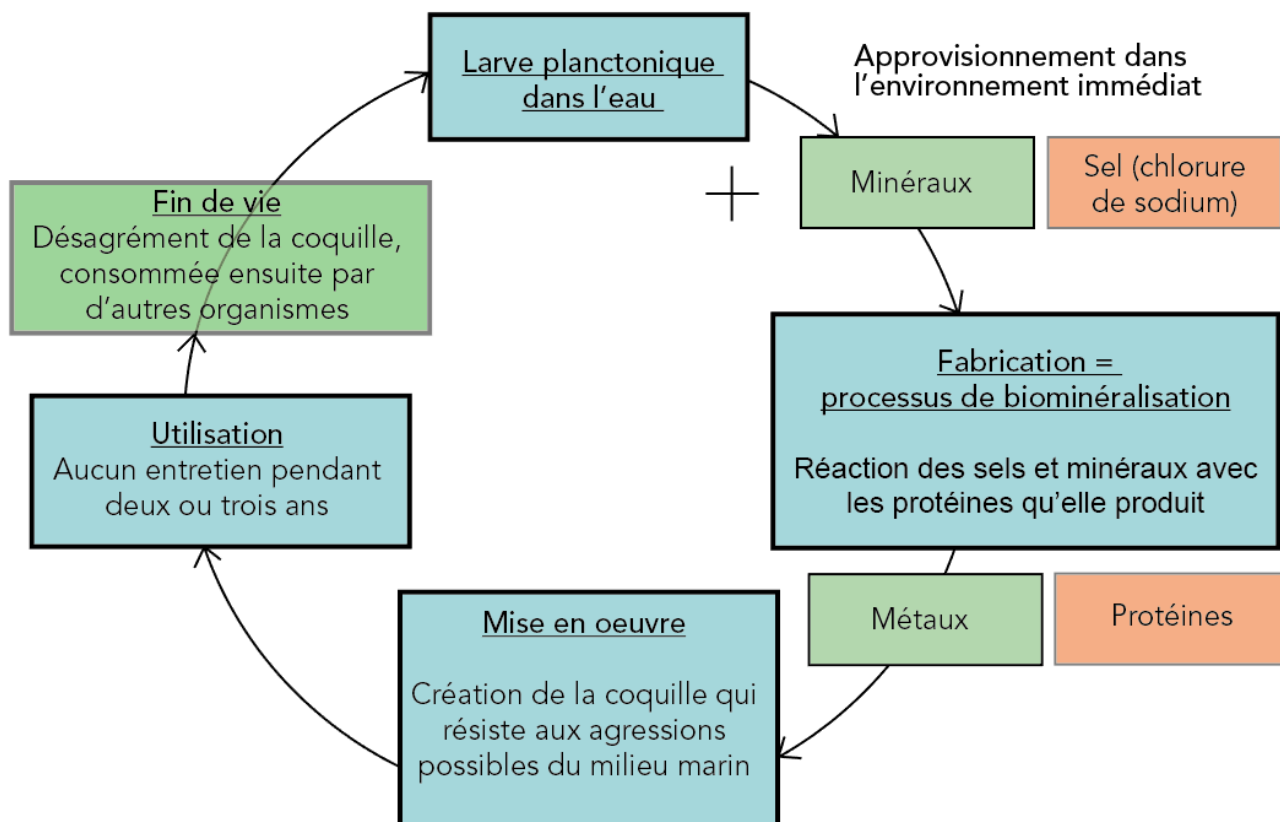 Larve planctonique
dans l'eau
Approvisionnement dans
l'environnement immédiat
Minéraux
Sel (chlorure
de sodium)
Fabrication =
processus de biominéralisation
Réaction des sels et minéraux avec
les protéines qu'elle produit
Métaux
Protéines
Mise en oeuvre
Création de la coquille qui
résiste aux agressions
possibles du milieu marin
Utilisation
Aucun entretien pendant
deux ou trois ans
Fin de vie
Désagrément de la coquille,
consommée ensuite par
d'autres organismes